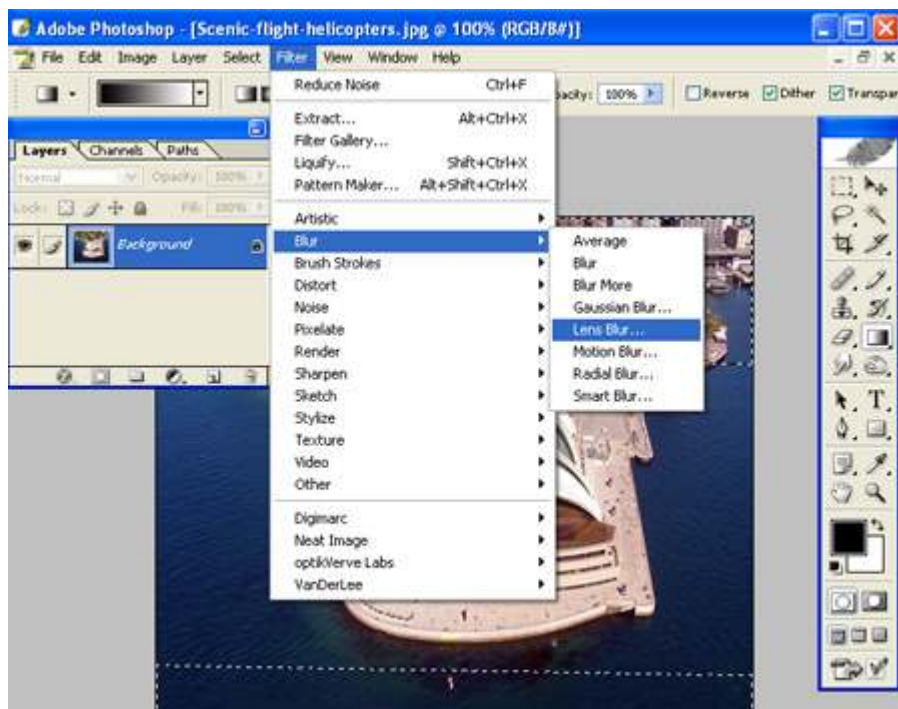 Adobe Photoshop - [Scenic-flight-helicopters.jpg @ 100% (RGB/8#)]
File Edit Image Layer Select Filter View Window Help
100% Reverse Dither Transpar
Layers Channels Paths
Normal Opacity: 100%
Lock: Fill: 100%
Background
Reduce Noise Ctrl+F
Extract... Alt+Ctrl+X
Filter Gallery...
Liquify... Shift+Ctrl+X
Pattern Maker... Alt+Shift+Ctrl+X
Artistic
Blur
Brush Strokes
Distort
Noise
Pixelate
Render
Sharpen
Sketch
Stylize
Texture
Video
Other
Digimarc
Neat Image
optikVerve Labs
VanDerLee
Average
Blur
Blur More
Gaussian Blur...
Lens Blur...
Motion Blur...
Radial Blur...
Smart Blur...